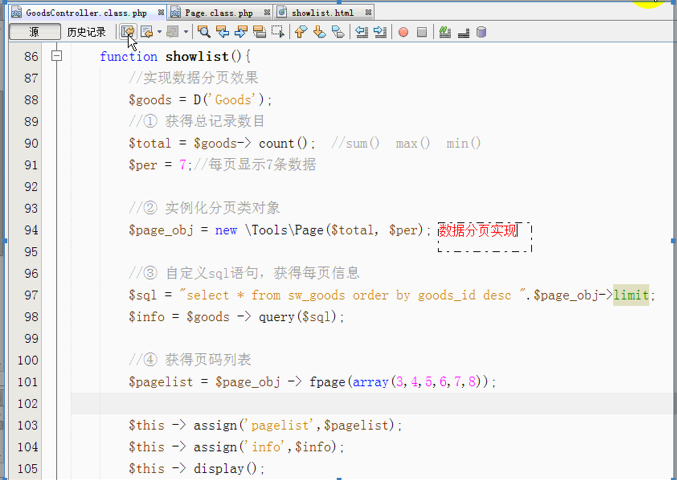 GoodsController.class.php Page.class.php showlist.html
源 历史记录
86 function showlist(){
87 //实现数据分页效果
88 $goods = D('Goods');
89 //① 获得总记录数目
90 $total = $goods-> count(); //sum() max() min()
91 $per = 7;//每页显示7条数据
92
93 //② 实例化分页类对象
94 $page_obj = new \Tools\Page($total, $per); 数据分页实现
95
96 //③ 自定义sql语句，获得每页信息
97 $sql = "select * from sw_goods order by goods_id desc ".$page_obj->limit;
98 $info = $goods -> query($sql);
99
100 //④ 获得页码列表
101 $pagelist = $page_obj -> fpage(array(3,4,5,6,7,8));
102
103 $this -> assign('pagelist',$pagelist);
104 $this -> assign('info',$info);
105 $this -> display();